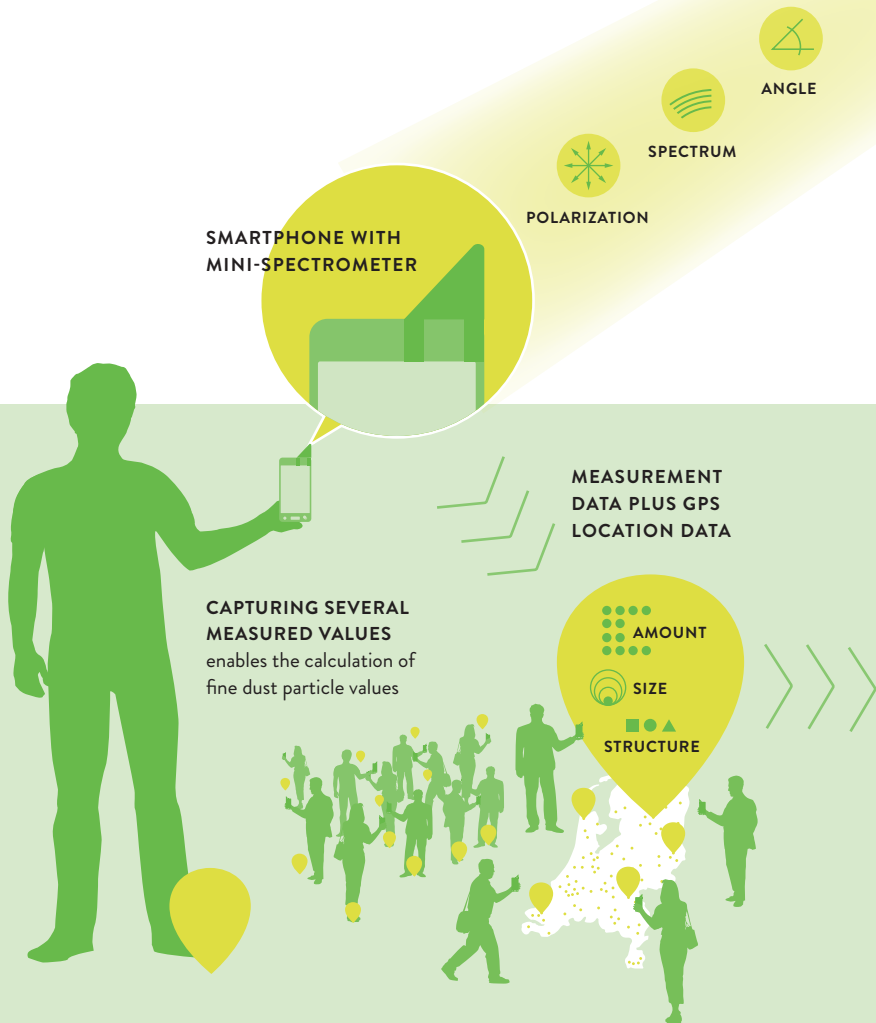 ANGLE
SPECTRUM
POLARIZATION
SMARTPHONE WITH
MINI-SPECTROMETER
MEASUREMENT
DATA PLUS GPS
LOCATION DATA
CAPTURING SEVERAL
MEASURED VALUES
enables the calculation of
fine dust particle values
AMOUNT
SIZE
STRUCTURE